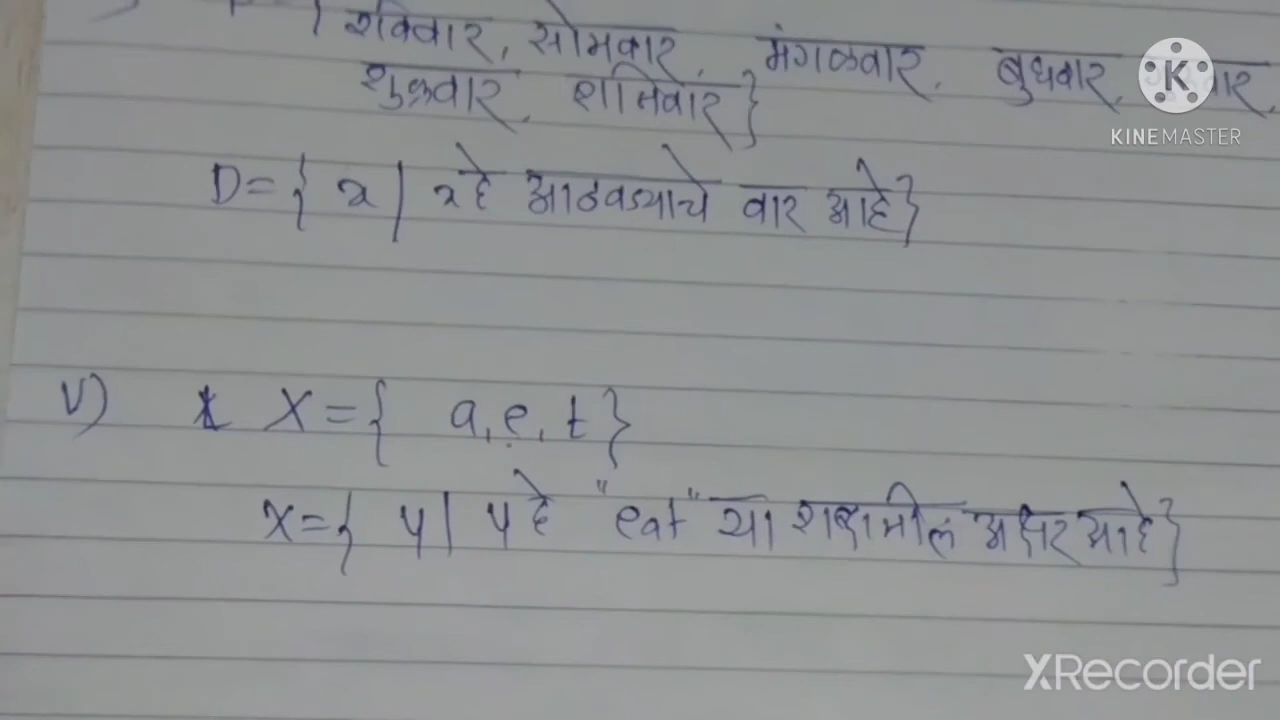 { रविवार, सोमवार, मंगळवार, बुधवार,
शुक्रवार, शनिवार}
KINEMASTER
D={ x | x हे आठवड्याचे वार आहे}
V) X={ a, e, t}
X={ y | y हे "eat" या शब्दातील अक्षर आहे}
XRecorder